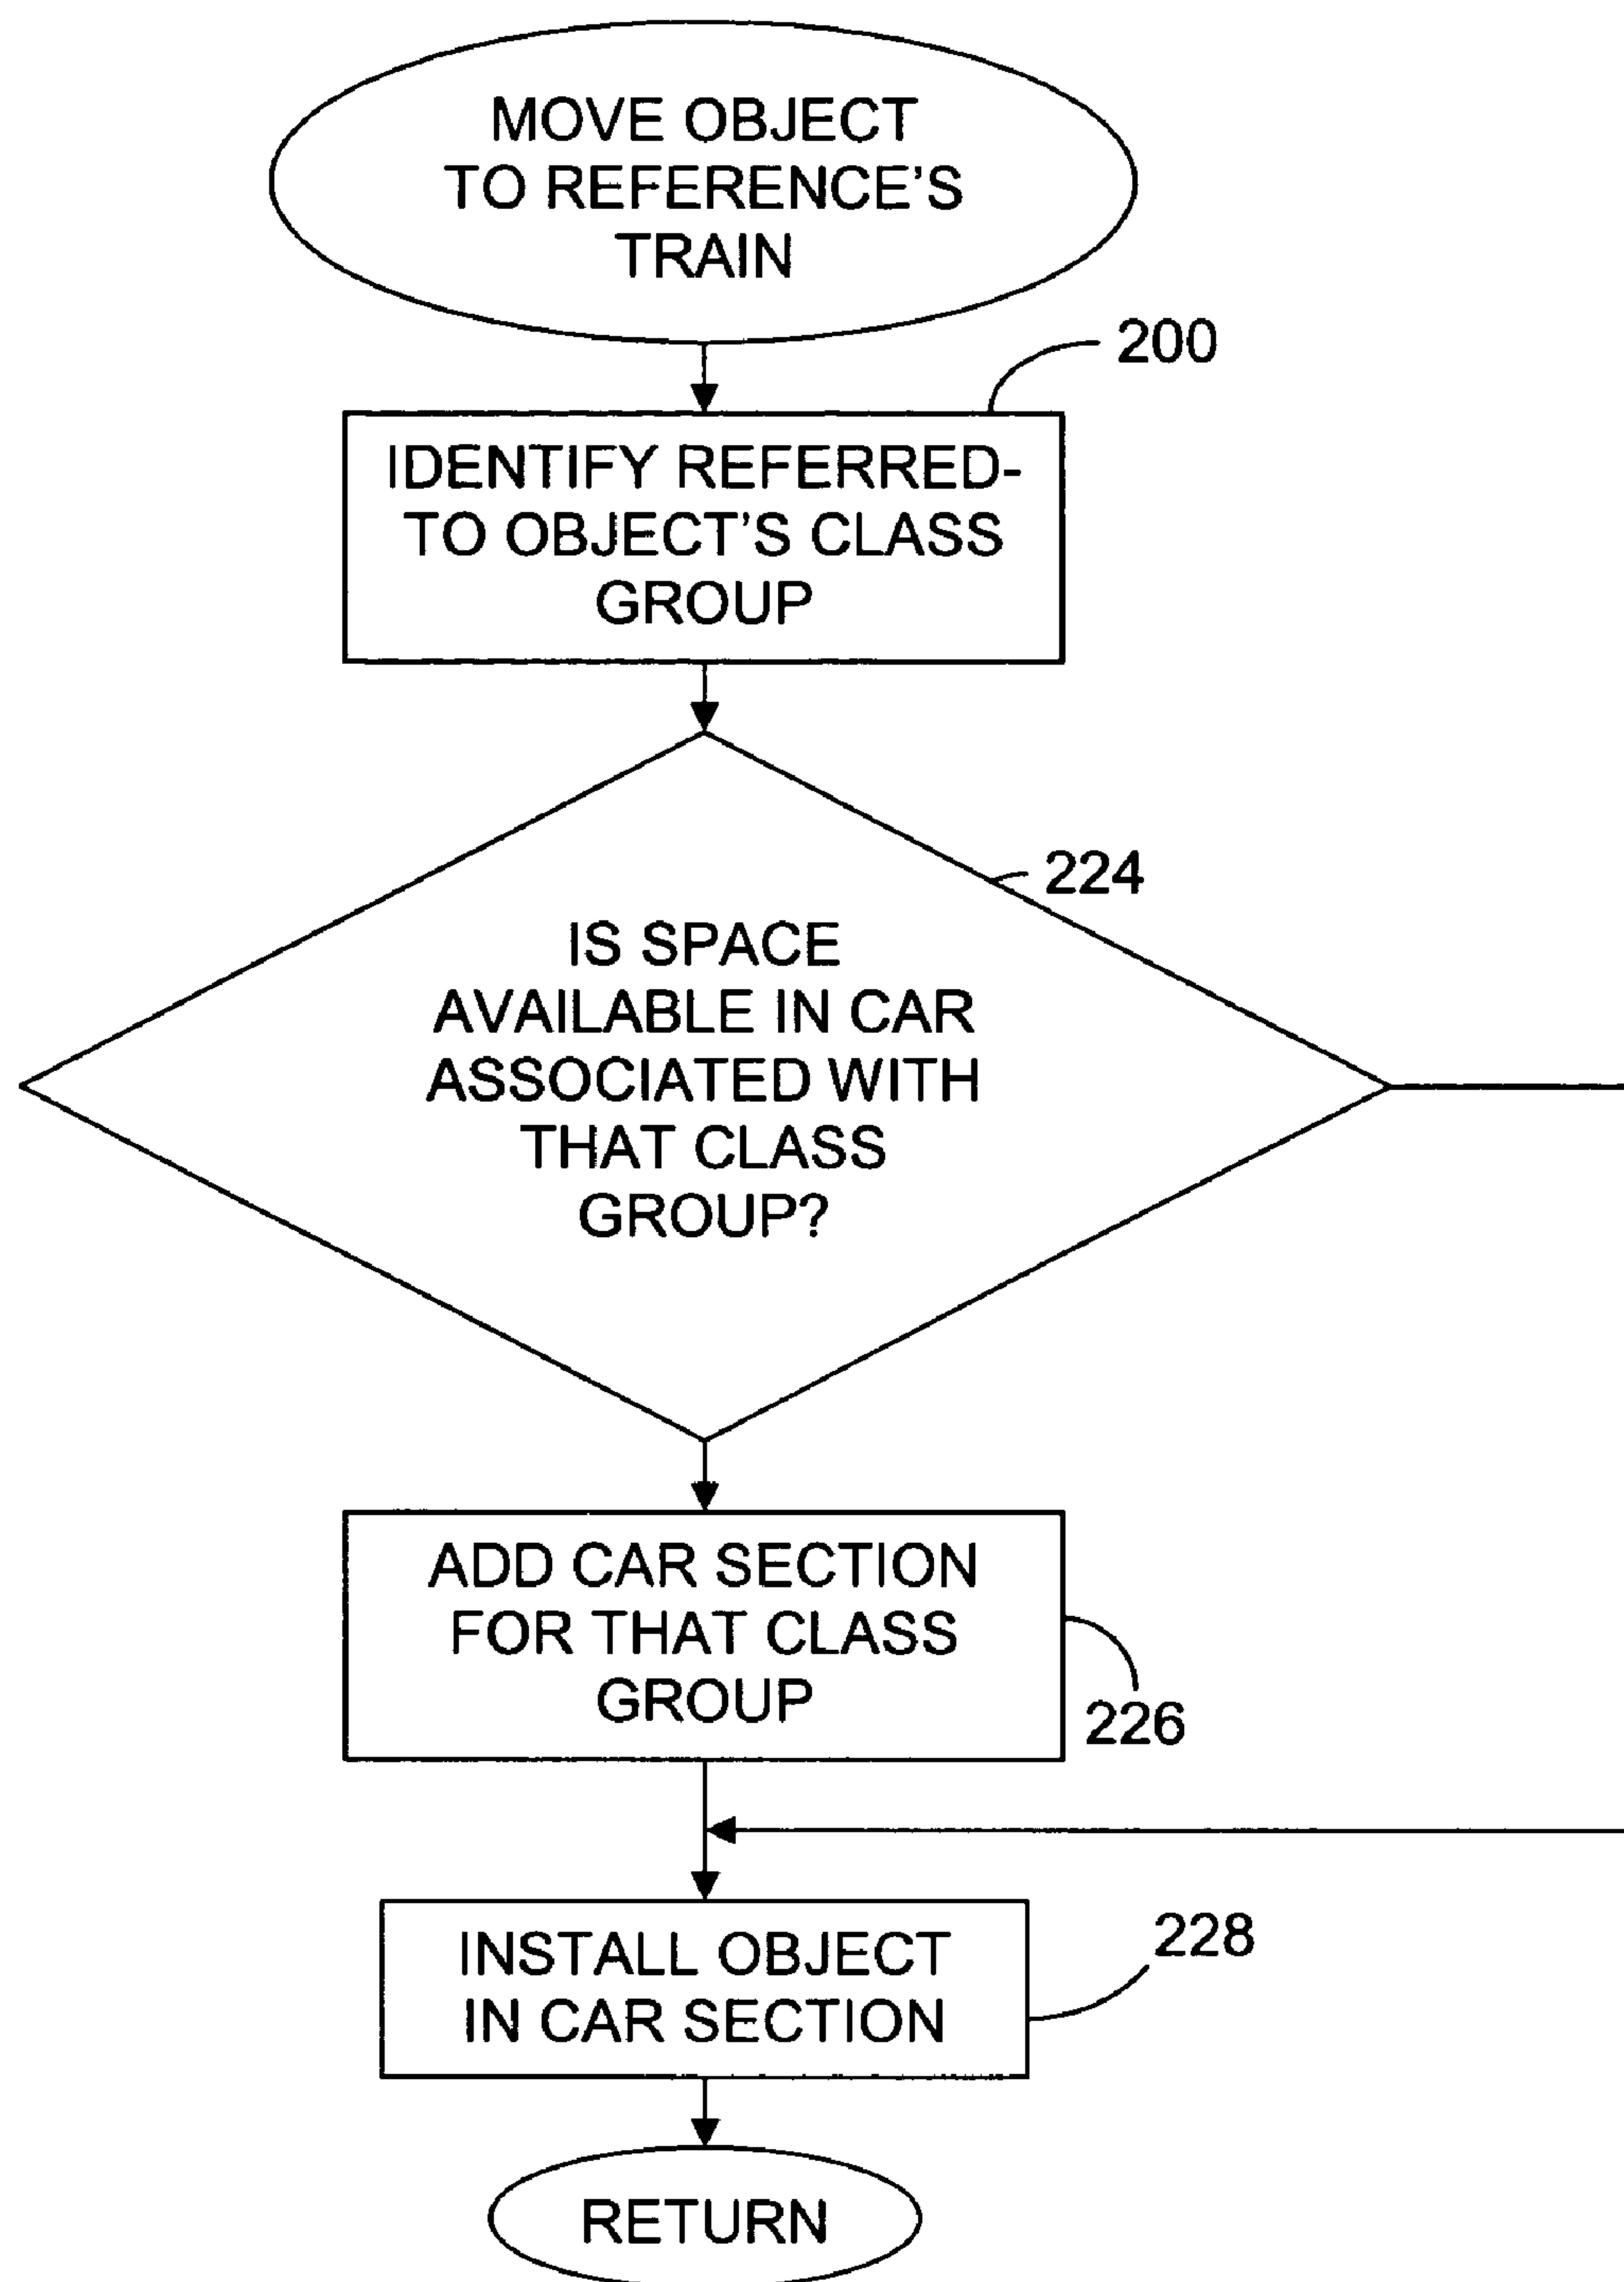 MOVE OBJECT
TO REFERENCE'S
TRAIN
200
IDENTIFY REFERRED-
TO OBJECT'S CLASS
GROUP
224
IS SPACE
AVAILABLE IN CAR
ASSOCIATED WITH
THAT CLASS
GROUP?
ADD CAR SECTION
FOR THAT CLASS
GROUP
226
INSTALL OBJECT
IN CAR SECTION
228
RETURN